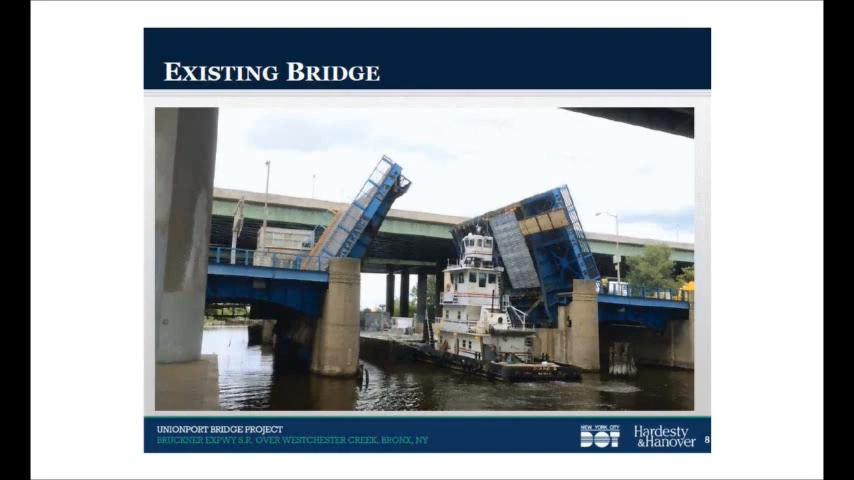 EXISTING BRIDGE
UNIONPORT BRIDGE PROJECT
BRUCKNER EXPWY S.R. OVER WESTCHESTER CREEK, BRONX, NY
NEW YORK CITY
DOT
Hardesty
&Hanover
8